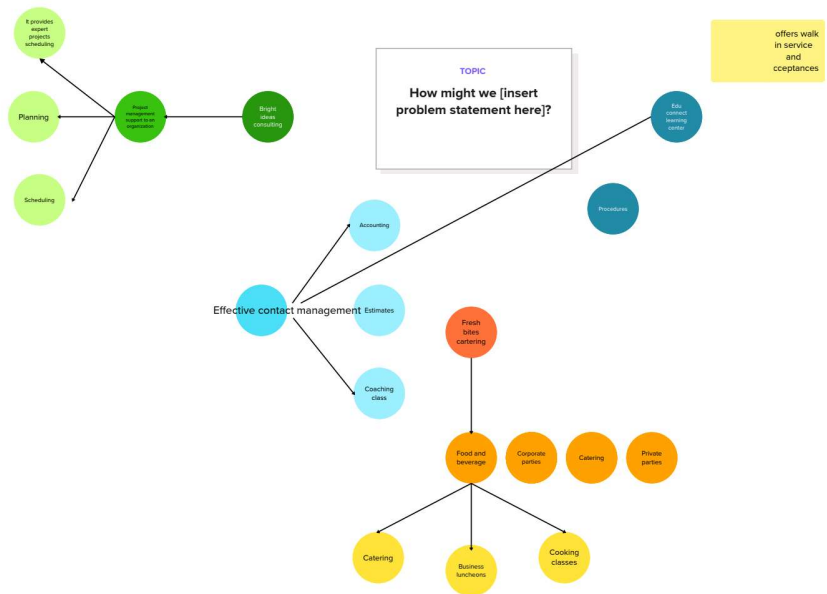 It provides
expert
projects
scheduling
offers walk
in service
and
cceptances
TOPIC
How might we [insert
problem statement here]?
Planning
Project
management
support to an
organization
Bright
ideas
consulting
Edu
connect
learning
center
Scheduling
Procedures
Accounting
Effective contact management
Estimates
Fresh
bites
cartering
Coaching
class
Food and
beverage
Corporate
parties
Catering
Private
parties
Catering
Business
luncheons
Cooking
classes